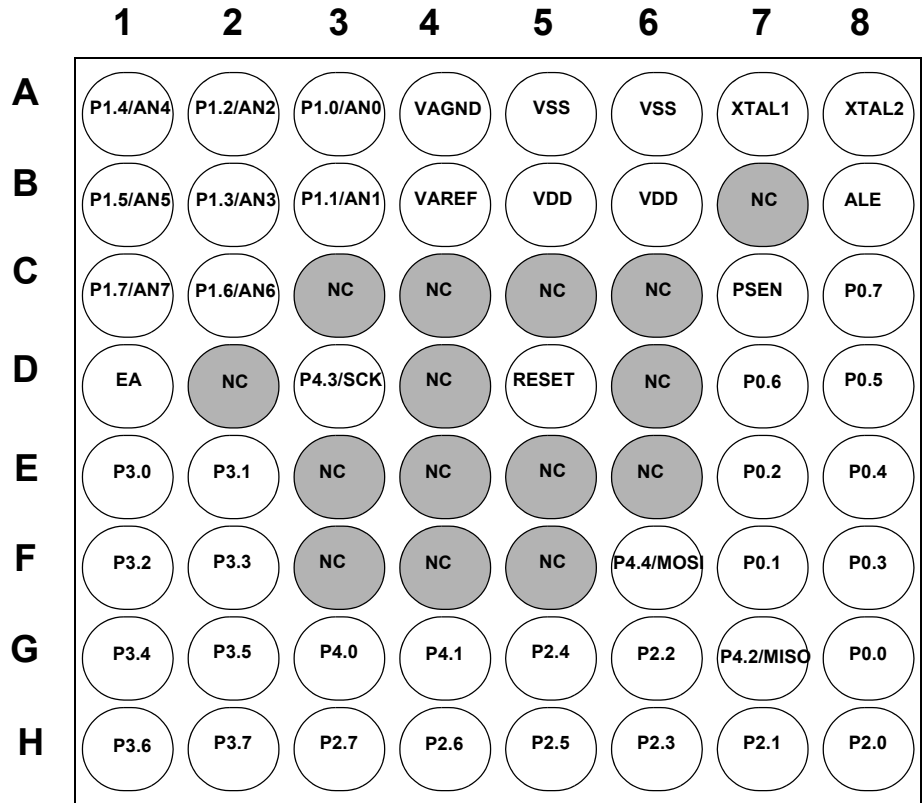 1 2 3 4 5 6 7 8
A P1.4/AN4 P1.2/AN2 P1.0/AN0 VAGND VSS VSS XTAL1 XTAL2
B P1.5/AN5 P1.3/AN3 P1.1/AN1 VAREF VDD VDD NC ALE
C P1.7/AN7 P1.6/AN6 NC NC NC NC PSEN P0.7
D EA NC P4.3/SCK NC RESET NC P0.6 P0.5
E P3.0 P3.1 NC NC NC NC P0.2 P0.4
F P3.2 P3.3 NC NC NC P4.4/MOSI P0.1 P0.3
G P3.4 P3.5 P4.0 P4.1 P2.4 P2.2 P4.2/MISO P0.0
H P3.6 P3.7 P2.7 P2.6 P2.5 P2.3 P2.1 P2.0